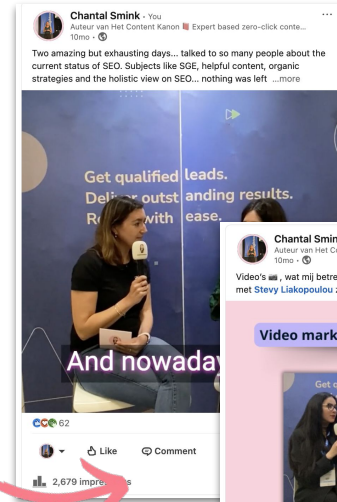 Chantal Smink • You
Auteur van Het Content Kanon Expert based zero-click conte...
10mo •
Two amazing but exhausting days... talked to so many people about the
current status of SEO. Subjects like SGE, helpful content, organic
strategies and the holistic view on SEO... nothing was left ...more
Get qualified leads.
Deliver outstanding results.
with ease.
And nowaday
62
Like Comment
2,679
Chantal Smin
Auteur van Het Co
10mo •
Video's , wat mij betre
met Stevy Liakopoulou
Video mark
Get q